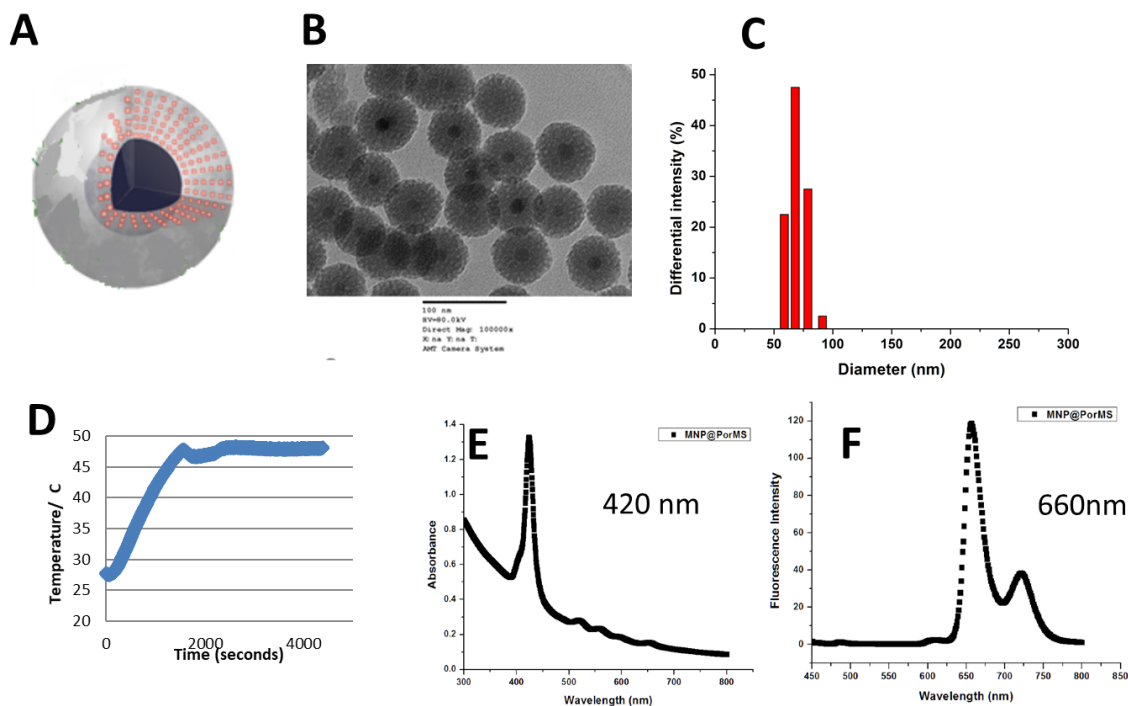 A
B
C
100 nm
HV=80.0kV
Direct Mag: 100000x
X: na Y: na T:
AMT Camera System
Differential intensity (%)
50
40
30
20
10
0
0 50 100 150 200 250 300
Diameter (nm)
D
Temperature/ C
50
45
40
35
30
25
20
0 2000 4000
Time (seconds)
E
MNP@PorMS
420 nm
Absorbance
1.4
1.2
1.0
0.8
0.6
0.4
0.2
0.0
300 400 500 600 700 800
Wavelength (nm)
F
MNP@PorMS
660nm
Fluorescence Intensity
120
100
80
60
40
20
0
450 500 550 600 650 700 750 800 850
Wavelength (nm)